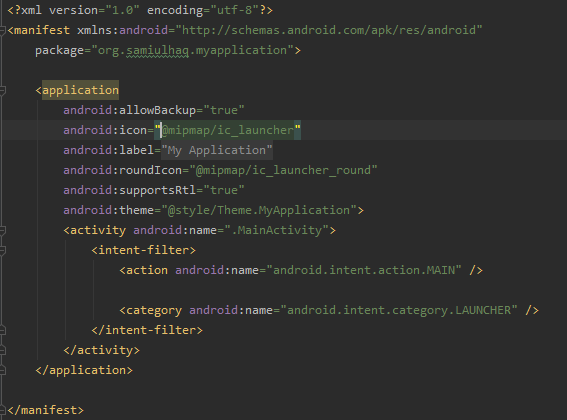 <?xml version="1.0" encoding="utf-8"?>
<manifest xmlns:android="http://schemas.android.com/apk/res/android"
package="org.samiulhaq.myapplication">
<application
android:allowBackup="true"
android:icon="@mipmap/ic_launcher"
android:label="My Application"
android:roundIcon="@mipmap/ic_launcher_round"
android:supportsRtl="true"
android:theme="@style/Theme.MyApplication">
<activity android:name=".MainActivity">
<intent-filter>
<action android:name="android.intent.action.MAIN" />
<category android:name="android.intent.category.LAUNCHER" />
</intent-filter>
</activity>
</application>
</manifest>